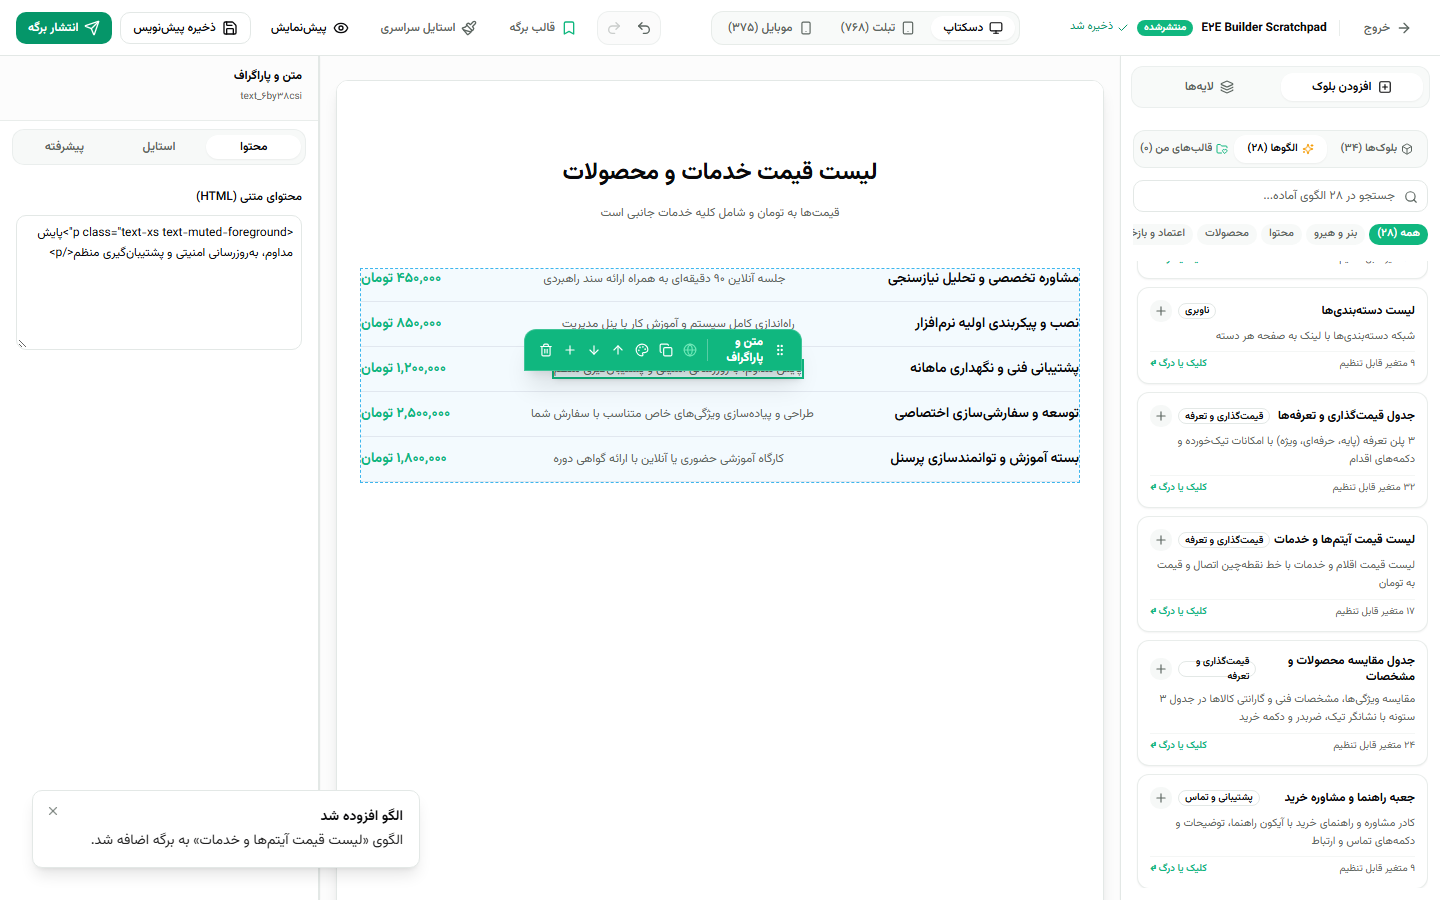 خروج
E۲E Builder Scratchpad
منتشرشده
ذخیره شد
دسکتاپ
تبلت (۷۶۸)
موبایل (۳۷۵)
قالب برگه
استایل سراسری
پیش‌نمایش
ذخیره پیش‌نویس
انتشار برگه
افزودن بلوک
لایه‌ها
بلوک‌ها (۳۴)
الگوها (۲۸)
قالب‌های من (۰)
جستجو در ۲۸ الگوی آماده...
همه (۲۸)
بنر و هیرو
محتوا
محصولات
اعتماد و بازخ
لیست دسته‌بندی‌ها
ناوبری
شبکه دسته‌بندی‌ها با لینک به صفحه هر دسته
۹ متغیر قابل تنظیم
کلیک یا درگ
جدول قیمت‌گذاری و تعرفه‌ها
قیمت‌گذاری و تعرفه
۳ پلن تعرفه (پایه، حرفه‌ای، ویژه) با امکانات تیک‌خورده و
دکمه‌های اقدام
۳۲ متغیر قابل تنظیم
کلیک یا درگ
لیست قیمت آیتم‌ها و خدمات
قیمت‌گذاری و تعرفه
لیست قیمت اقلام و خدمات با خط نقطه‌چین اتصال و قیمت
به تومان
۱۷ متغیر قابل تنظیم
کلیک یا درگ
جدول مقایسه محصولات و
مشخصات
قیمت‌گذاری و
تعرفه
مقایسه ویژگی‌ها، مشخصات فنی و گارانتی کالاها در جدول ۳
ستونه با نشانگر تیک، ضربدر و دکمه خرید
۲۴ متغیر قابل تنظیم
کلیک یا درگ
جعبه راهنما و مشاوره خرید
پشتیبانی و تماس
کادر مشاوره و راهنمای خرید با آیکون راهنما، توضیحات و
دکمه‌های تماس و ارتباط
۹ متغیر قابل تنظیم
کلیک یا درگ
لیست قیمت خدمات و محصولات
قیمت‌ها به تومان و شامل کلیه خدمات جانبی است
مشاوره تخصصی و تحلیل نیازسنجی
جلسه آنلاین ۹۰ دقیقه‌ای به همراه ارائه سند راهبردی
۴۵۰,۰۰۰ تومان
نصب و پیکربندی اولیه نرم‌افزار
راه‌اندازی کامل سیستم و آموزش کار با پنل مدیریت
۸۵۰,۰۰۰ تومان
متن و
پاراگراف
پشتیبانی فنی و نگهداری ماهانه
۱,۲۰۰,۰۰۰ تومان
توسعه و سفارشی‌سازی اختصاصی
طراحی و پیاده‌سازی ویژگی‌های خاص متناسب با سفارش شما
۲,۵۰۰,۰۰۰ تومان
بسته آموزش و توانمندسازی پرسنل
کارگاه آموزشی حضوری یا آنلاین با ارائه گواهی دوره
۱,۸۰۰,۰۰۰ تومان
متن و پاراگراف
text_۶by۳۸csi
محتوا
استایل
پیشرفته
محتوای متنی (HTML)
<p class="text-xs text-muted-foreground">پایش
مداوم، به‌روزرسانی امنیتی و پشتیبان‌گیری منظم</p>
الگو افزوده شد
الگوی «لیست قیمت آیتم‌ها و خدمات» به برگه اضافه شد.